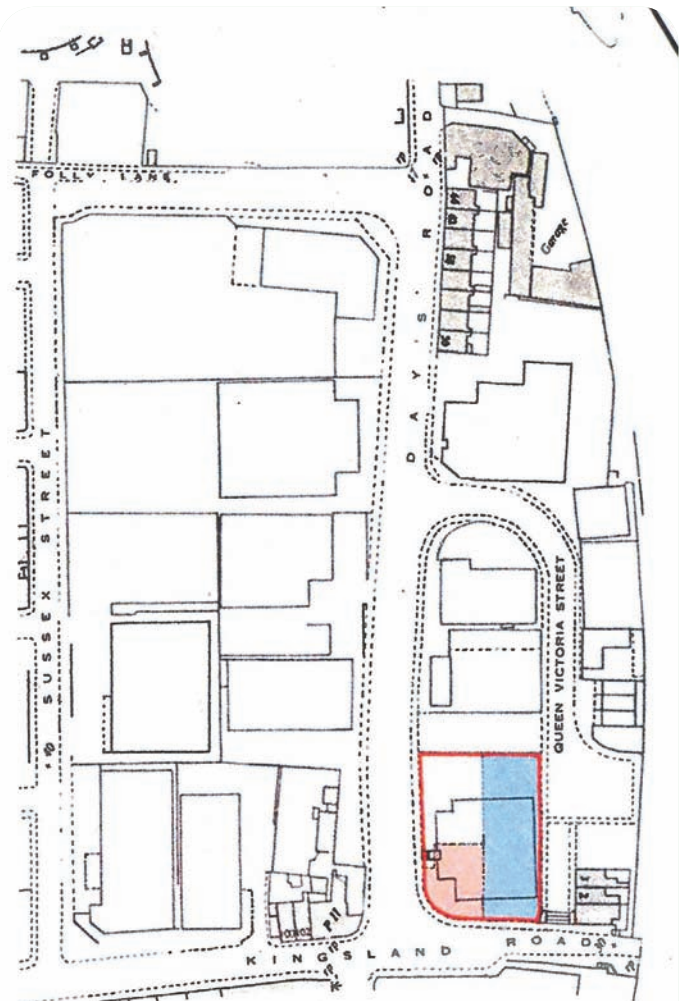 FOLLY LANE
DAY'S ROAD
Garage
SUSSEX STREET
QUEEN VICTORIA STREET
P H
KINGSLAND ROAD